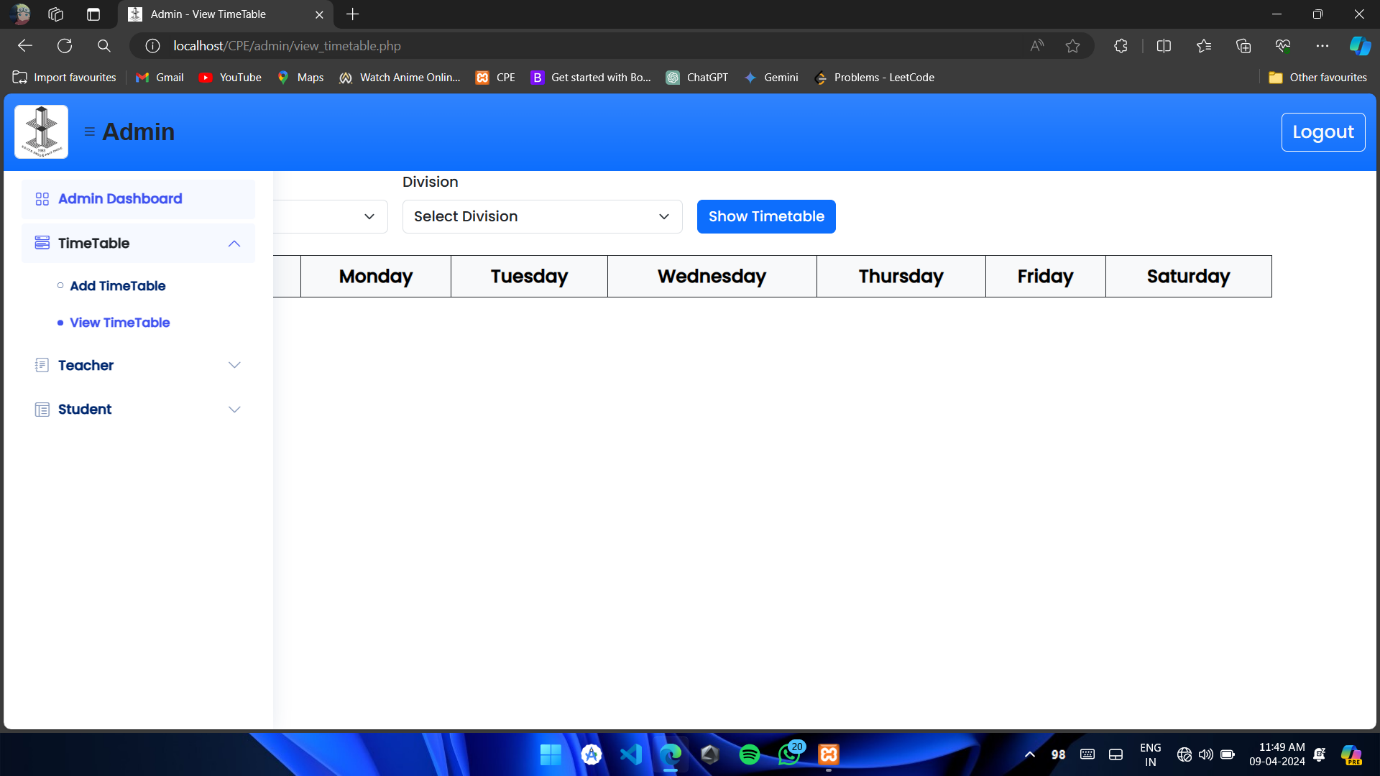 Admin - View TimeTable
localhost/CPE/admin/view_timetable.php
Import favourites Gmail YouTube Maps Watch Anime Onlin... CPE B Get started with Bo... ChatGPT Gemini Problems - LeetCode Other favourites
Admin Logout
Admin Dashboard
TimeTable
Add TimeTable
View TimeTable
Teacher
Student
Division
Select Division Show Timetable
Monday Tuesday Wednesday Thursday Friday Saturday
20 98 ENG 11:49 AM
IN 09-04-2024 PRE